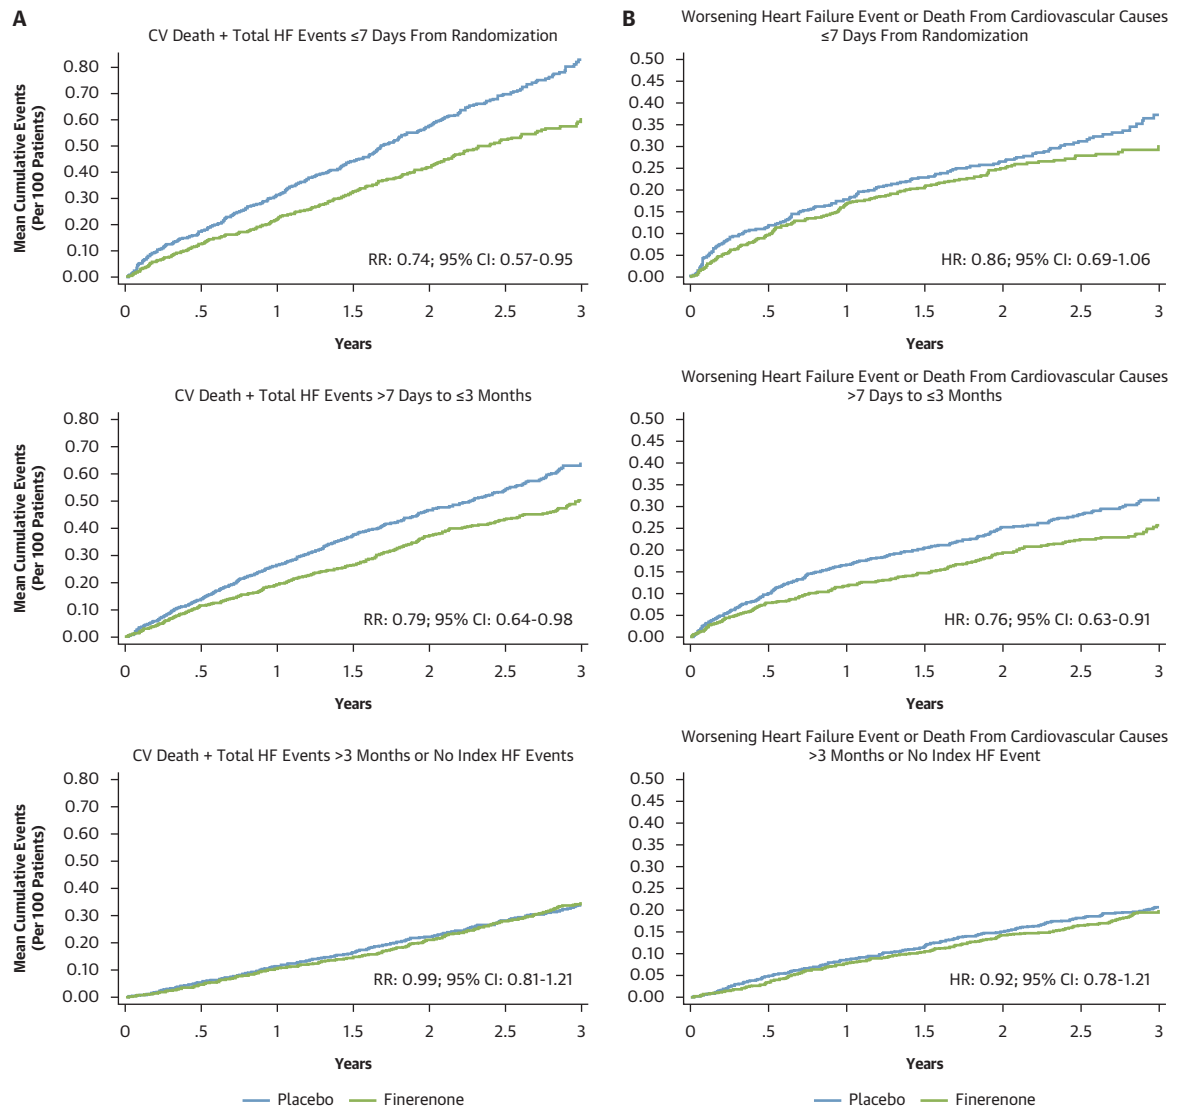 A
CV Death + Total HF Events ≤7 Days From Randomization
Mean Cumulative Events
(Per 100 Patients)
0.80
0.70
0.60
0.50
0.40
0.30
0.20
0.10
0.00
RR: 0.74; 95% CI: 0.57-0.95
0 .5 1 1.5 2 2.5 3
Years
CV Death + Total HF Events >7 Days to ≤3 Months
Mean Cumulative Events
(Per 100 Patients)
0.80
0.70
0.60
0.50
0.40
0.30
0.20
0.10
0.00
RR: 0.79; 95% CI: 0.64-0.98
0 .5 1 1.5 2 2.5 3
Years
CV Death + Total HF Events >3 Months or No Index HF Events
Mean Cumulative Events
(Per 100 Patients)
0.80
0.70
0.60
0.50
0.40
0.30
0.20
0.10
0.00
RR: 0.99; 95% CI: 0.81-1.21
0 .5 1 1.5 2 2.5 3
Years
Placebo Finerenone
B
Worsening Heart Failure Event or Death From Cardiovascular Causes
≤7 Days From Randomization
0.50
0.45
0.40
0.35
0.30
0.25
0.20
0.15
0.10
0.05
0.00
HR: 0.86; 95% CI: 0.69-1.06
0 .5 1 1.5 2 2.5 3
Years
Worsening Heart Failure Event or Death From Cardiovascular Causes
>7 Days to ≤3 Months
0.50
0.45
0.40
0.35
0.30
0.25
0.20
0.15
0.10
0.05
0.00
HR: 0.76; 95% CI: 0.63-0.91
0 .5 1 1.5 2 2.5 3
Years
Worsening Heart Failure Event or Death From Cardiovascular Causes
>3 Months or No Index HF Event
0.50
0.45
0.40
0.35
0.30
0.25
0.20
0.15
0.10
0.05
0.00
HR: 0.92; 95% CI: 0.78-1.21
0 .5 1 1.5 2 2.5 3
Years
Placebo Finerenone